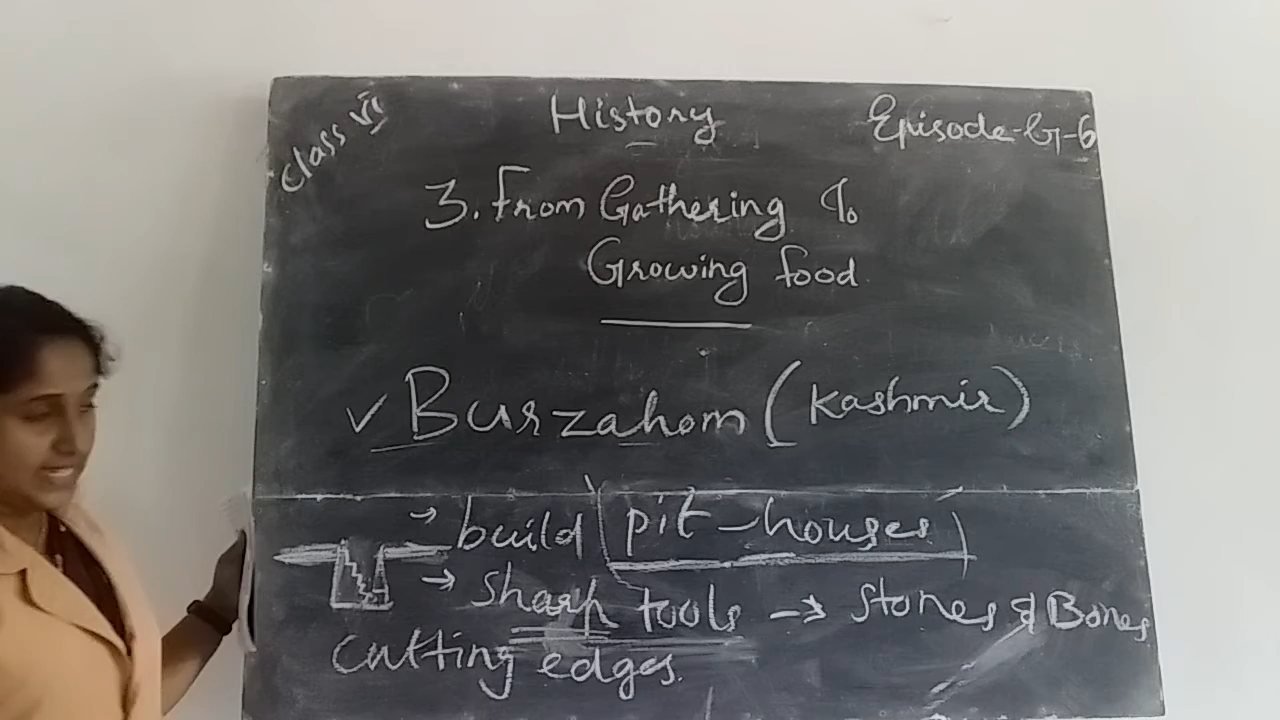 Class VI
History
Episode-G-6
3. From Gathering to
Growing food
✓ Burzahom (Kashmir)
→ build pit-houses
→ sharp tools → Stones & Bones
cutting edges.